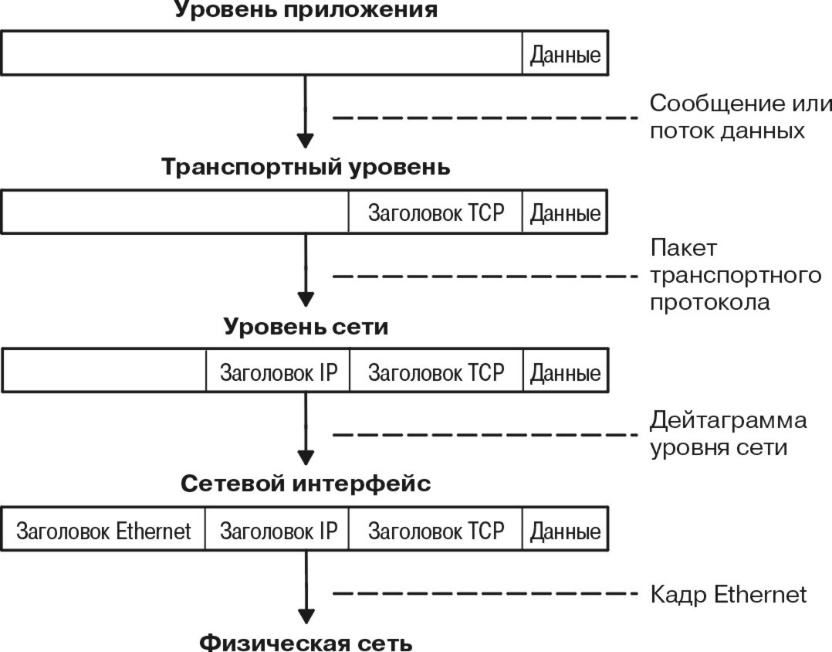 Уровень приложения
Данные
Сообщение или
поток данных
Транспортный уровень
Заголовок TCP Данные
Пакет
транспортного
протокола
Уровень сети
Заголовок IP Заголовок TCP Данные
Дейтаграмма
уровня сети
Сетевой интерфейс
Заголовок Ethernet Заголовок IP Заголовок TCP Данные
Кадр Ethernet
Физическая сеть